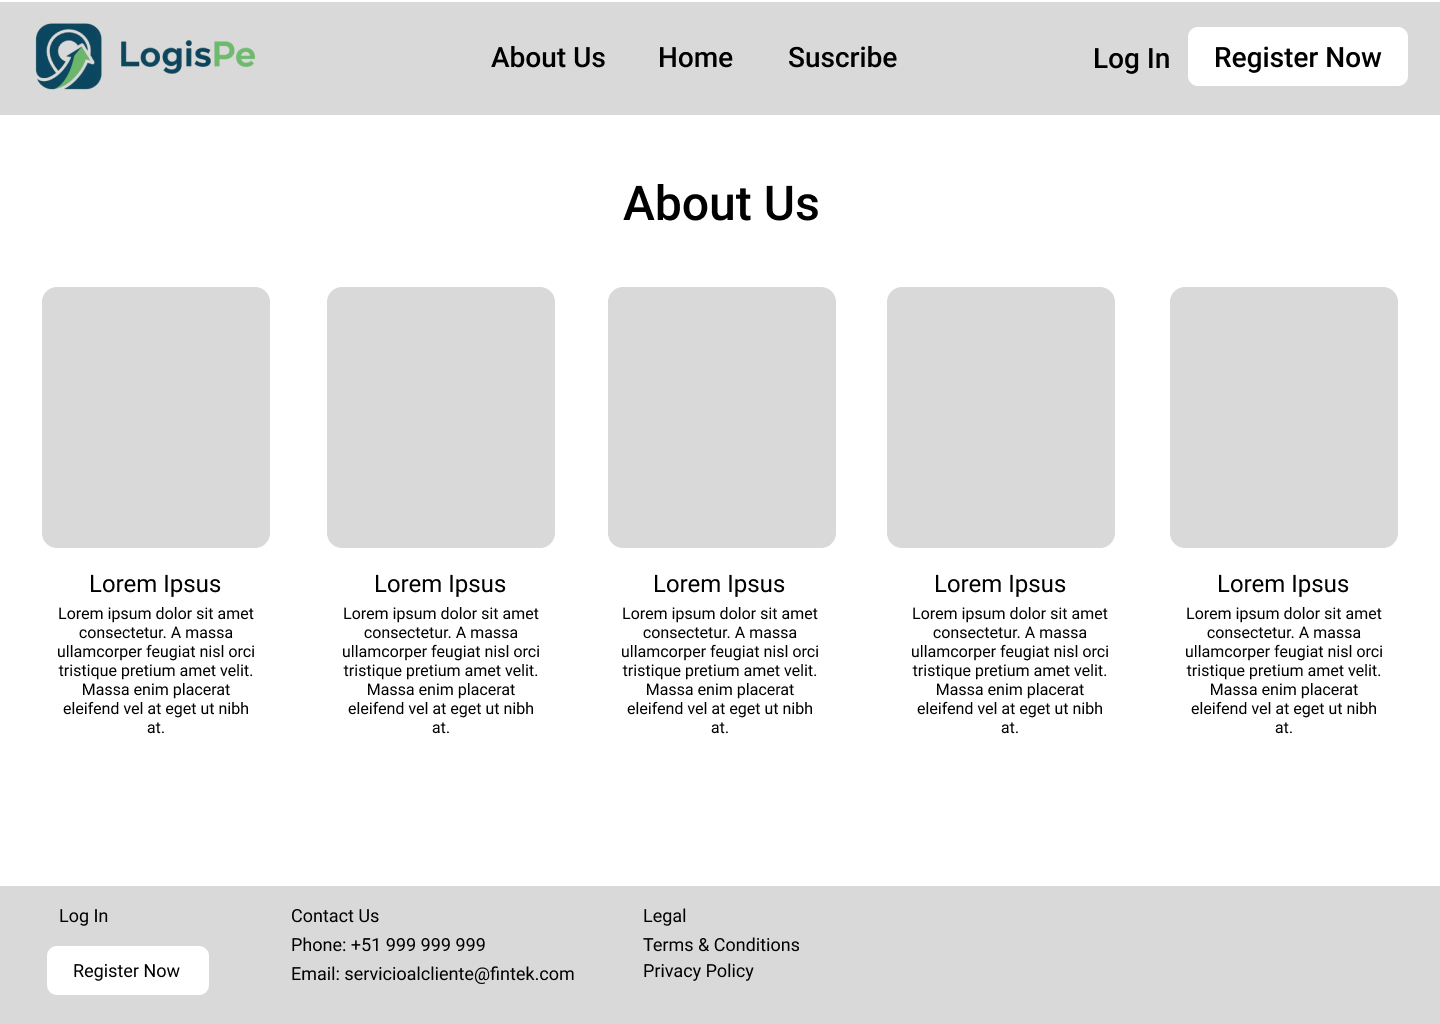 LogisPe
About Us
Home
Suscribe
Log In
Register Now
About Us
Lorem Ipsus
Lorem ipsum dolor sit amet
consectetur. A massa
ullamcorper feugiat nisl orci
tristique pretium amet velit.
Massa enim placerat
eleifend vel at eget ut nibh
at.
Lorem Ipsus
Lorem ipsum dolor sit amet
consectetur. A massa
ullamcorper feugiat nisl orci
tristique pretium amet velit.
Massa enim placerat
eleifend vel at eget ut nibh
at.
Lorem Ipsus
Lorem ipsum dolor sit amet
consectetur. A massa
ullamcorper feugiat nisl orci
tristique pretium amet velit.
Massa enim placerat
eleifend vel at eget ut nibh
at.
Lorem Ipsus
Lorem ipsum dolor sit amet
consectetur. A massa
ullamcorper feugiat nisl orci
tristique pretium amet velit.
Massa enim placerat
eleifend vel at eget ut nibh
at.
Lorem Ipsus
Lorem ipsum dolor sit amet
consectetur. A massa
ullamcorper feugiat nisl orci
tristique pretium amet velit.
Massa enim placerat
eleifend vel at eget ut nibh
at.
Log In
Register Now
Contact Us
Phone: +51 999 999 999
Email: servicioalcliente@fintek.com
Legal
Terms & Conditions
Privacy Policy